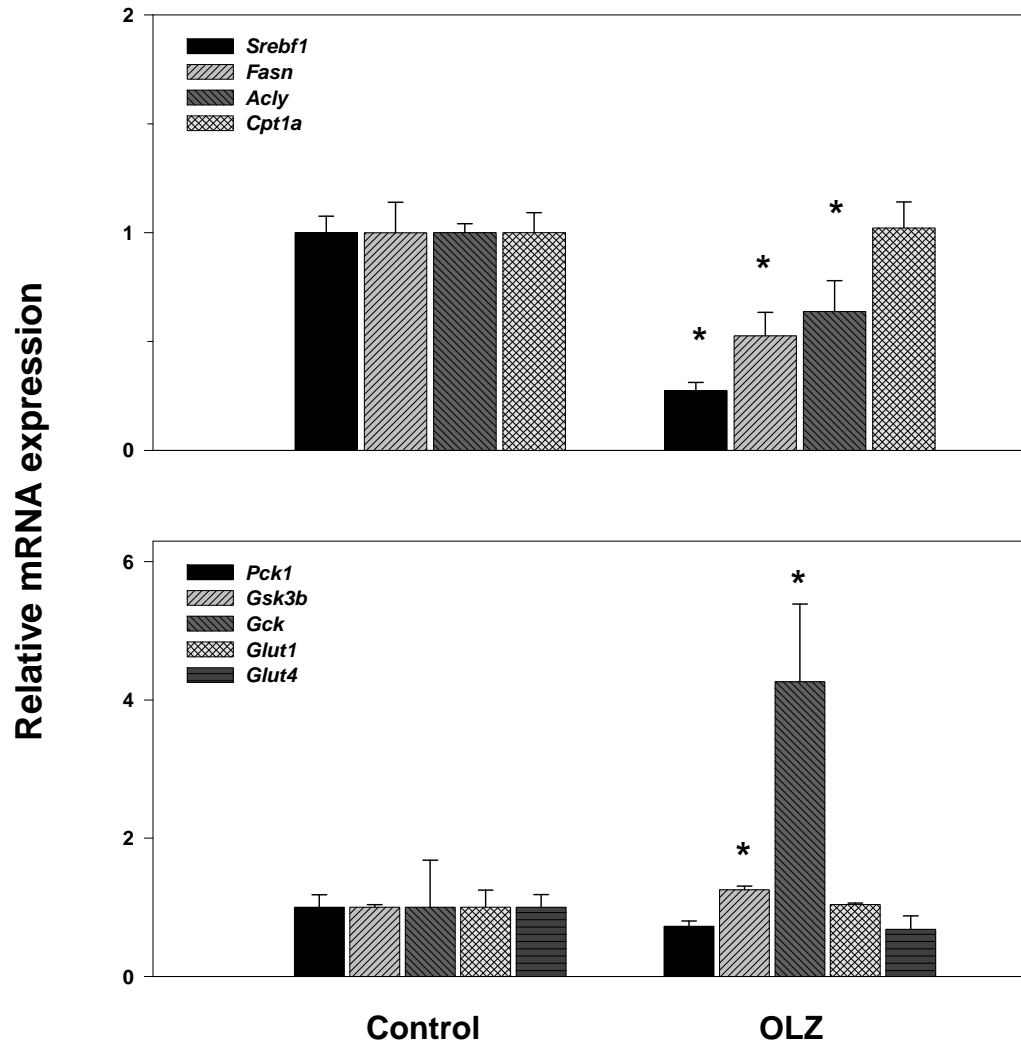 Relative mRNA expression
2
1
0
Srebf1
Fasn
Acly
Cpt1a
*
*
*
6
4
2
0
Pck1
Gsk3b
Gck
Glut1
Glut4
*
*
Control
OLZ